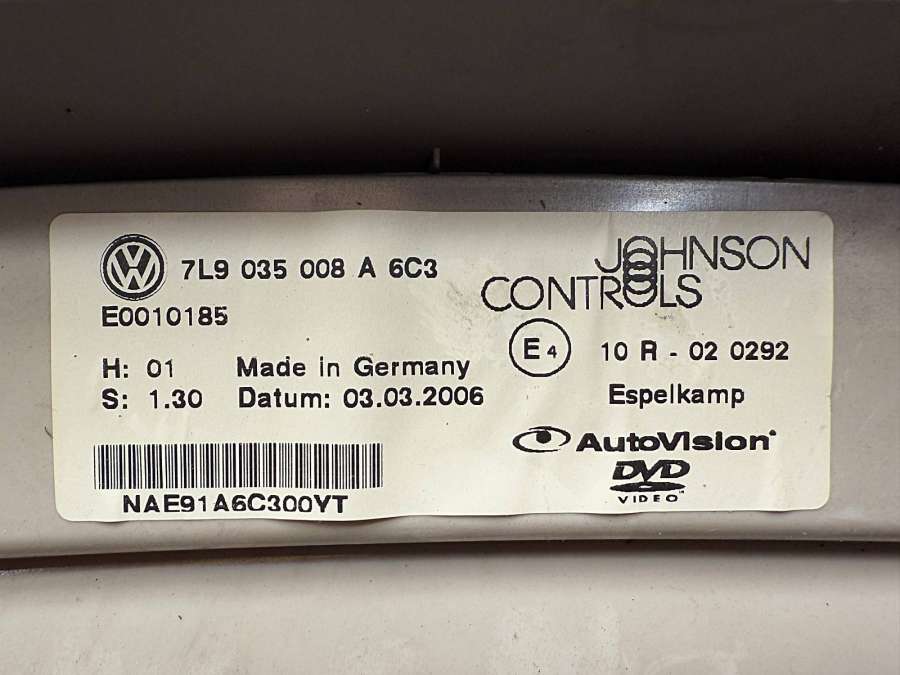 7L9 035 008 A 6C3
E0010185
H: 01 Made in Germany
S: 1.30 Datum: 03.03.2006
NAE91A6C300YT
JOHNSON
CONTROLS
E4 10 R - 02 0292
Espelkamp
AutoVision
DVD
VIDEO™